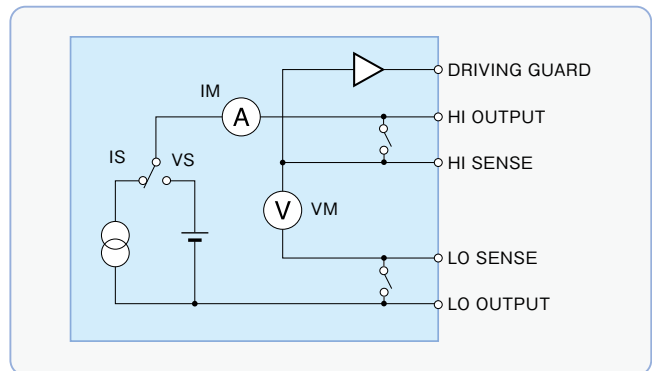 DRIVING GUARD
IM
A
HI OUTPUT
IS
VS
HI SENSE
V
VM
LO SENSE
LO OUTPUT